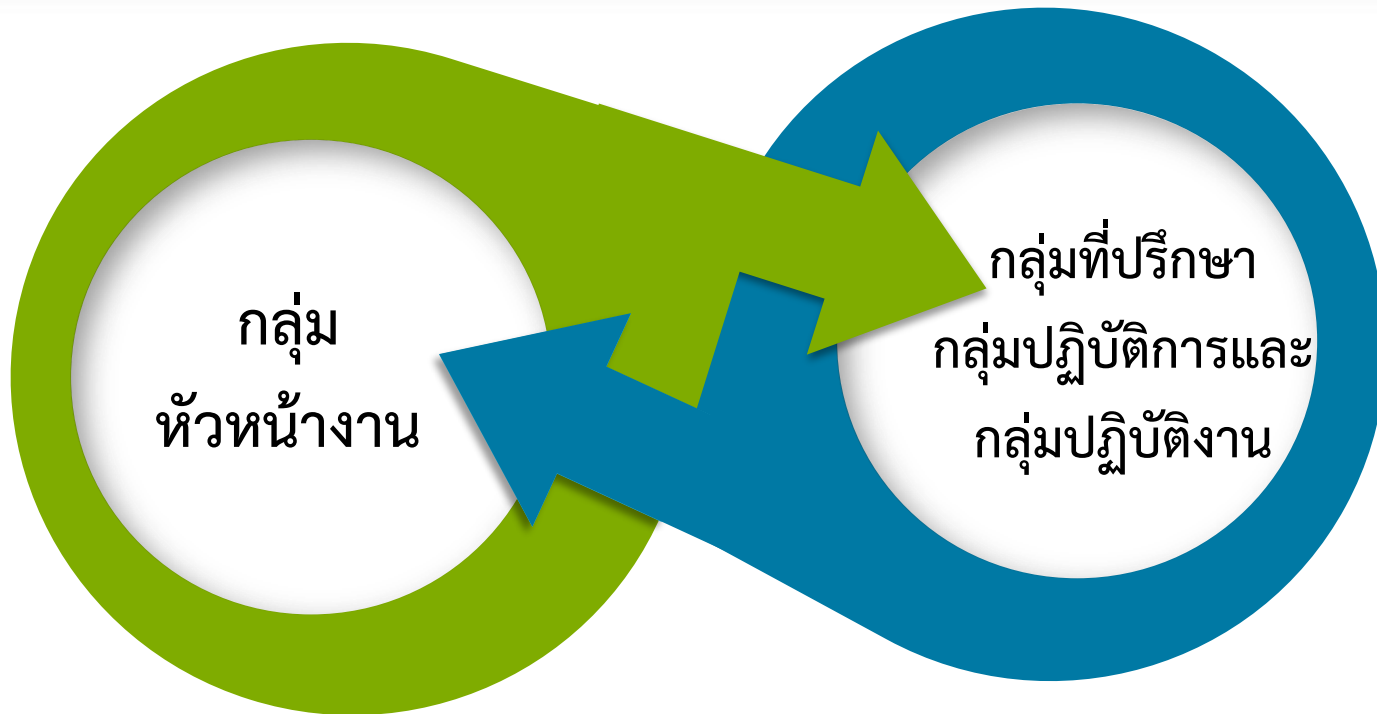 กลุ่ม
หัวหน้างาน
กลุ่มที่ปรึกษา
กลุ่มปฏิบัติการและ
กลุ่มปฏิบัติงาน